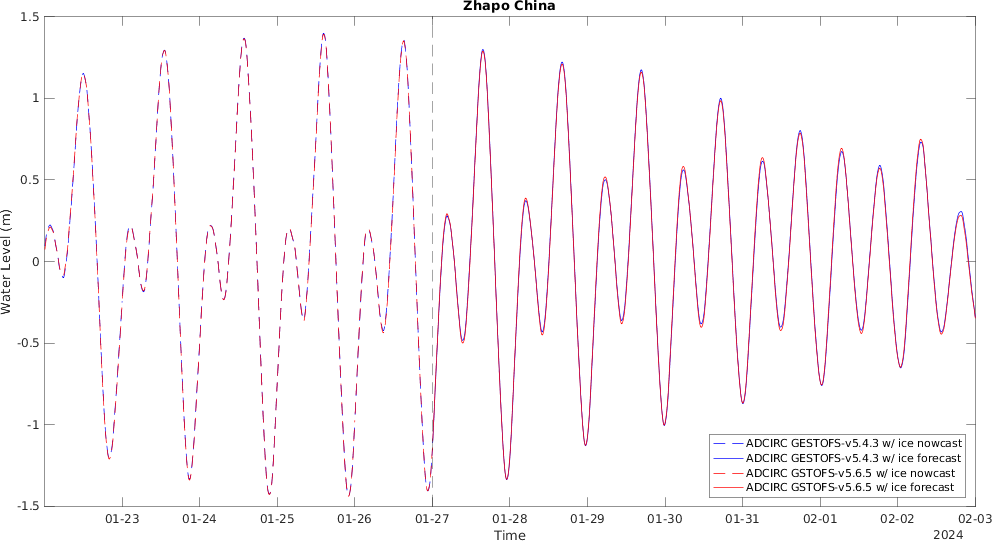 Zhapo China
Water Level (m)
1.5
1
0.5
0
-0.5
-1
-1.5
ADCIRC GESTOFS-v5.4.3 w/ ice nowcast
ADCIRC GESTOFS-v5.4.3 w/ ice forecast
ADCIRC GSTOFS-v5.6.5 w/ ice nowcast
ADCIRC GSTOFS-v5.6.5 w/ ice forecast
01-23 01-24 01-25 01-26 01-27 01-28 01-29 01-30 01-31 02-01 02-02 02-03
Time
2024